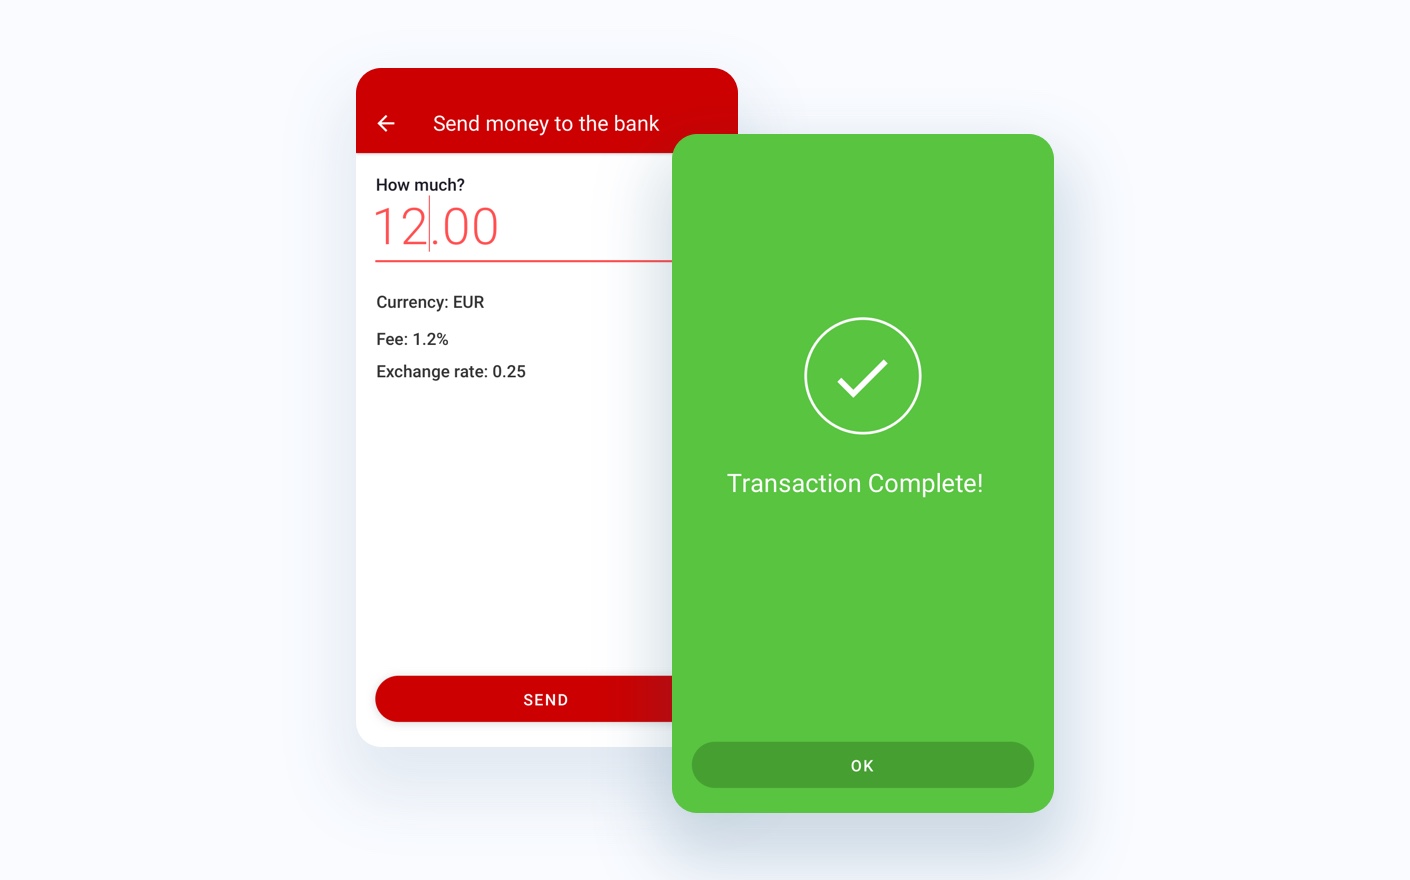 Send money to the bank
How much?
12.00
Currency: EUR
Fee: 1.2%
Exchange rate: 0.25
SEND
Transaction Complete!
OK